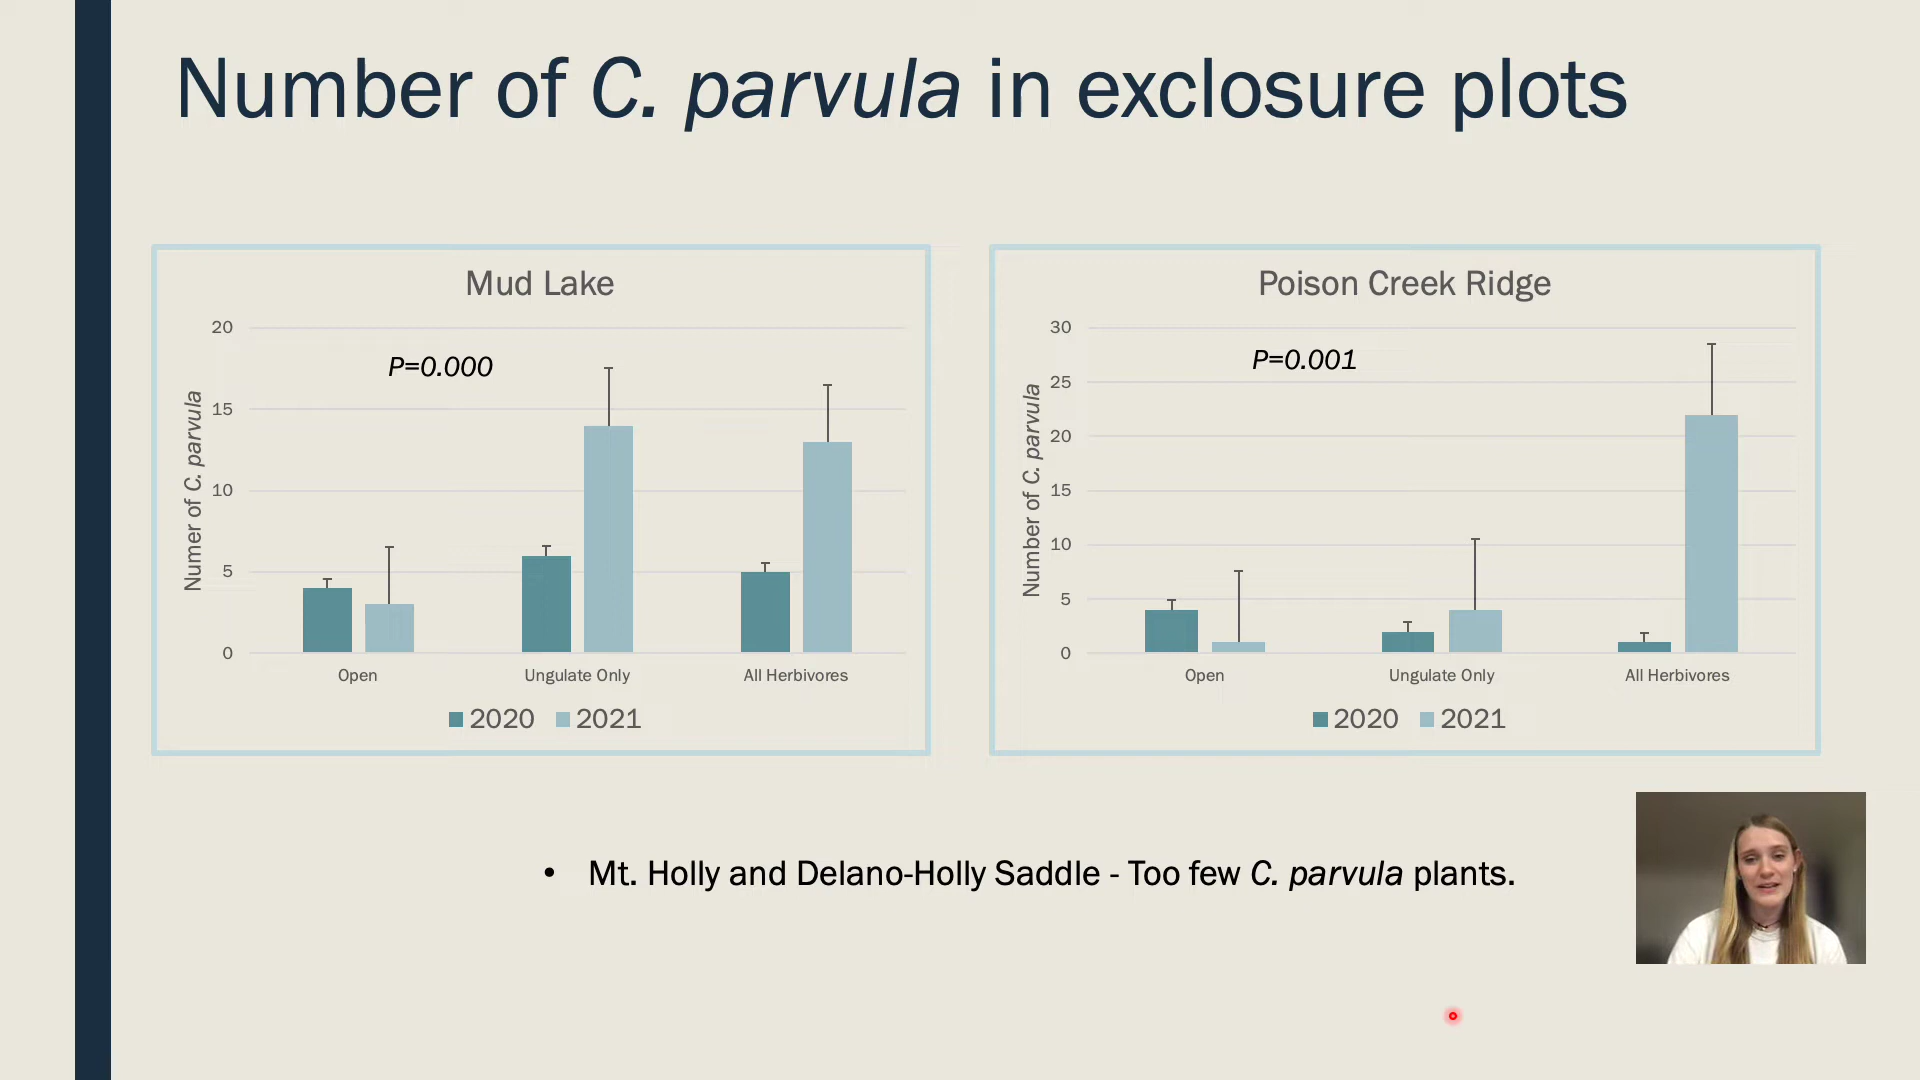 Number of C. parvula in exclosure plots
Mud Lake
P=0.000
Numer of C. parvula
20
15
10
5
0
Open
Ungulate Only
All Herbivores
2020
2021
Poison Creek Ridge
P=0.001
Number of C. parvula
30
25
20
15
10
5
0
Open
Ungulate Only
All Herbivores
2020
2021
• Mt. Holly and Delano-Holly Saddle - Too few C. parvula plants.